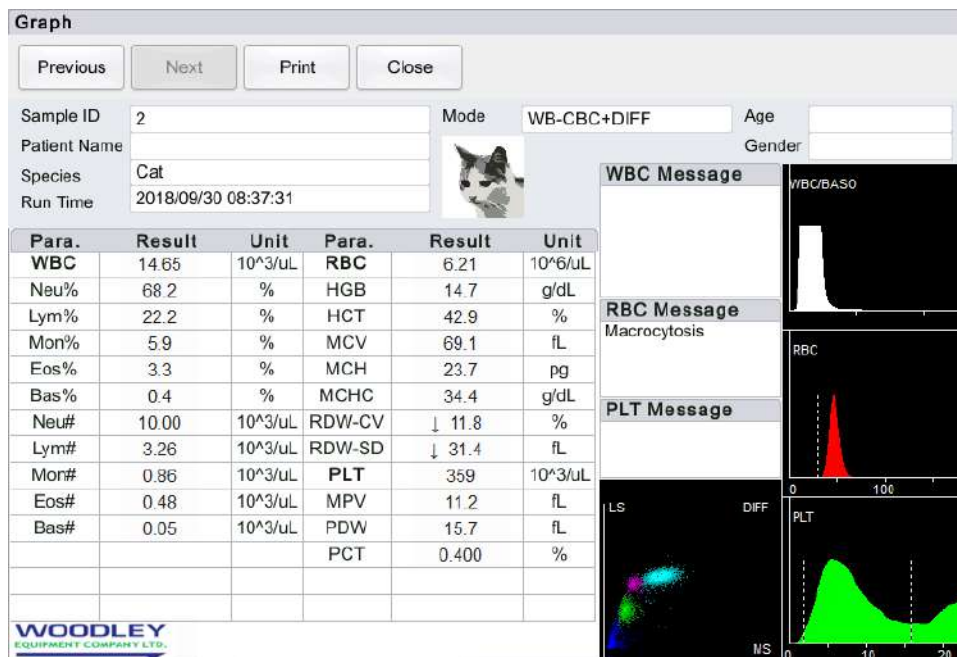 Graph
Previous Next Print Close
Sample ID 2 Mode WB-CBC+DIFF Age
Patient Name Gender
Species Cat
Run Time 2018/09/30 08:37:31
WBC Message
WBC/BASO
Para. Result Unit Para. Result Unit
WBC 14.65 10^3/uL RBC 6.21 10^6/uL
Neu% 68.2 % HGB 14.7 g/dL
Lym% 22.2 % HCT 42.9 %
Mon% 5.9 % MCV 69.1 fL
Eos% 3.3 % MCH 23.7 pg
Bas% 0.4 % MCHC 34.4 g/dL
Neu# 10.00 10^3/uL RDW-CV ↓ 11.8 %
Lym# 3.26 10^3/uL RDW-SD ↓ 31.4 fL
Mon# 0.86 10^3/uL PLT 359 10^3/uL
Eos# 0.48 10^3/uL MPV 11.2 fL
Bas# 0.05 10^3/uL PDW 15.7 fL
PCT 0.400 %
RBC Message
Macrocytosis
RBC
0 100
PLT Message
LS DIFF
MS
PLT
0 10 20
WOODLEY
EQUIPMENT COMPANY LTD.